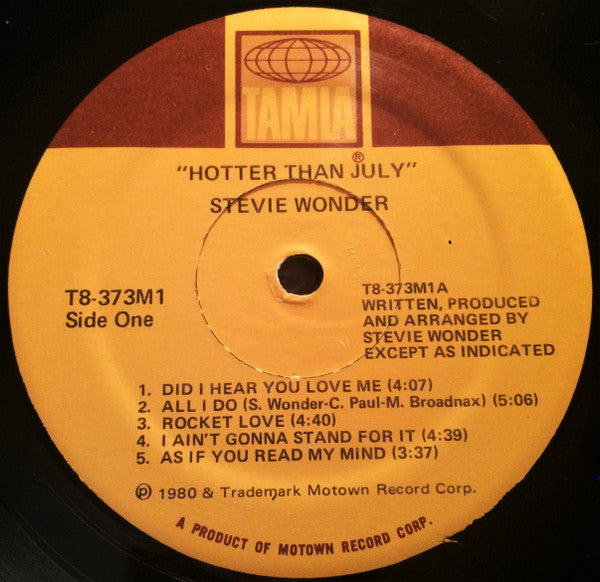 TAMLA®
"HOTTER THAN JULY"
STEVIE WONDER
T8-373M1
Side One
T8-373M1A
WRITTEN, PRODUCED
AND ARRANGED BY
STEVIE WONDER
EXCEPT AS INDICATED
1. DID I HEAR YOU LOVE ME (4:07)
2. ALL I DO (S. Wonder-C. Paul-M. Broadnax) (5:06)
3. ROCKET LOVE (4:40)
4. I AIN'T GONNA STAND FOR IT (4:39)
5. AS IF YOU READ MY MIND (3:37)
℗ 1980 & Trademark Motown Record Corp.
A PRODUCT OF MOTOWN RECORD CORP.